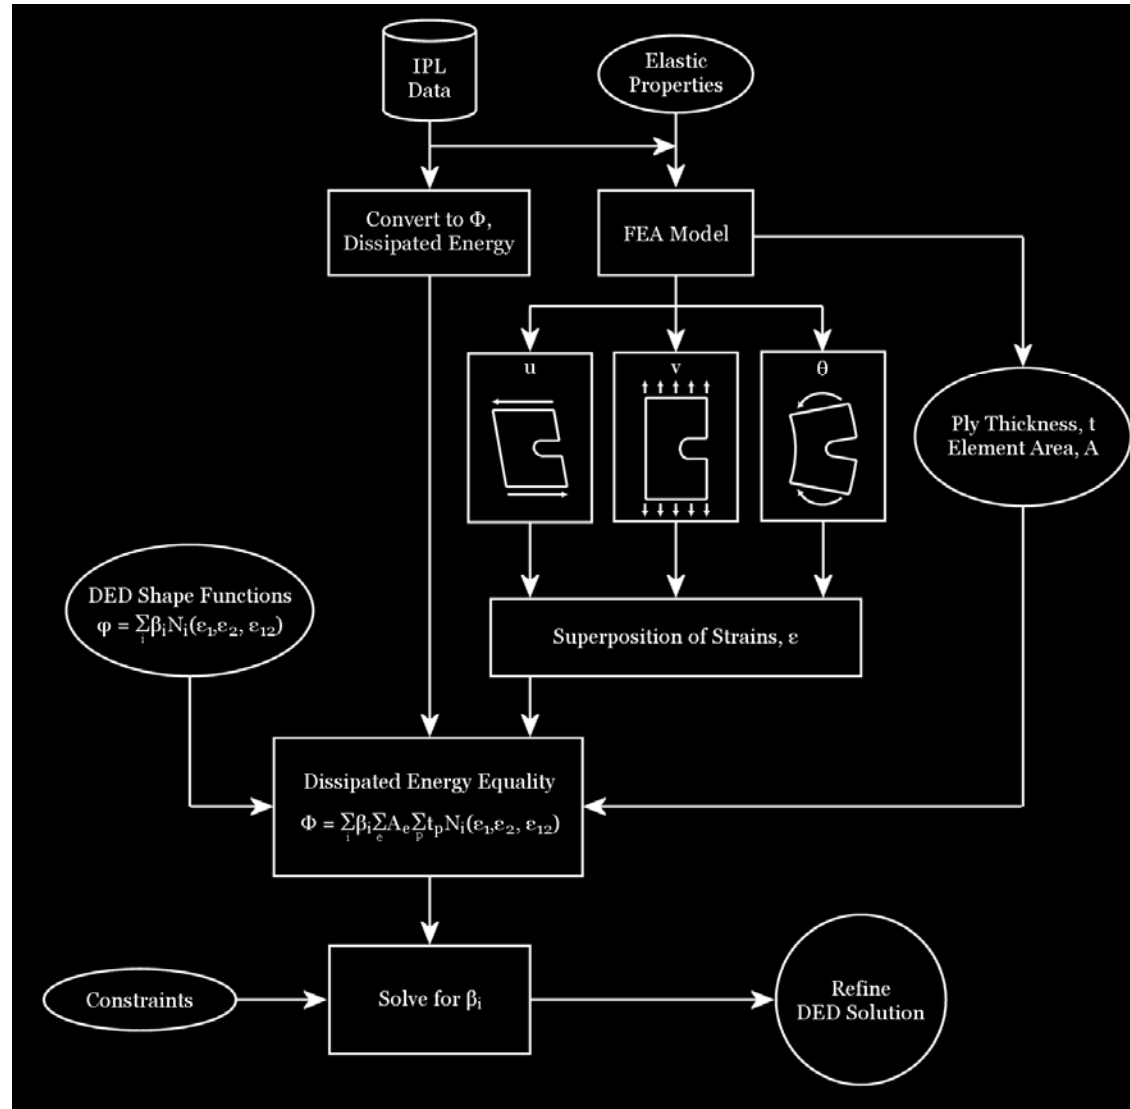 IPL
Data
Elastic
Properties
Convert to Φ,
Dissipated Energy
FEA Model
u
v
θ
Ply Thickness, t
Element Area, A
DED Shape Functions
φ = ∑ᵢβᵢNᵢ(ε₁,ε₂, ε₁₂)
Superposition of Strains, ε
Dissipated Energy Equality
Φ = ∑ᵢβᵢ∑ₑAₑ∑ₚtₚNᵢ(ε₁,ε₂, ε₁₂)
Constraints
Solve for βᵢ
Refine
DED Solution